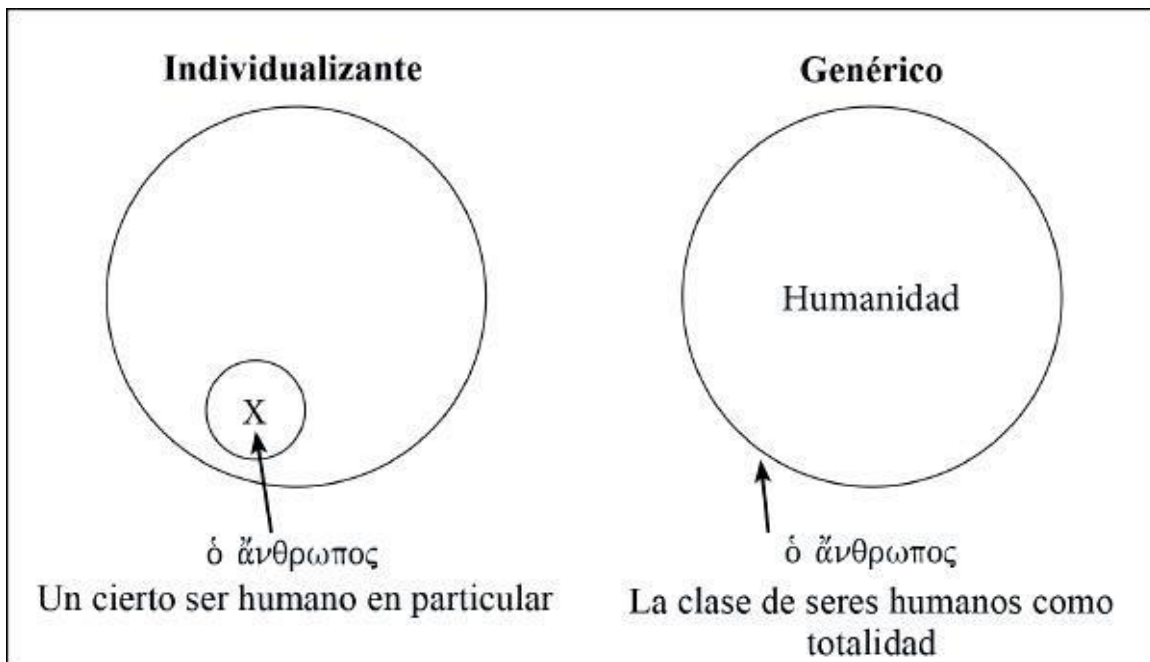 Individualizante
X
ὁ ἄνθρωπος
Un cierto ser humano en particular
Genérico
Humanidad
ὁ ἄνθρωπος
La clase de seres humanos como
totalidad